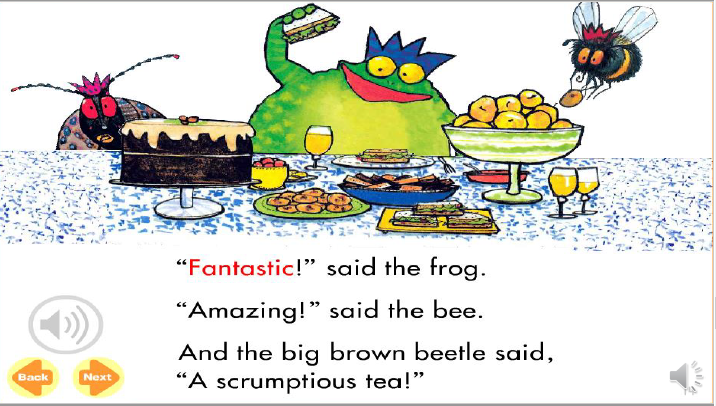 “Fantastic!” said the frog.
“Amazing!” said the bee.
And the big brown beetle said,
“A scrumptious tea!”
Back
Next